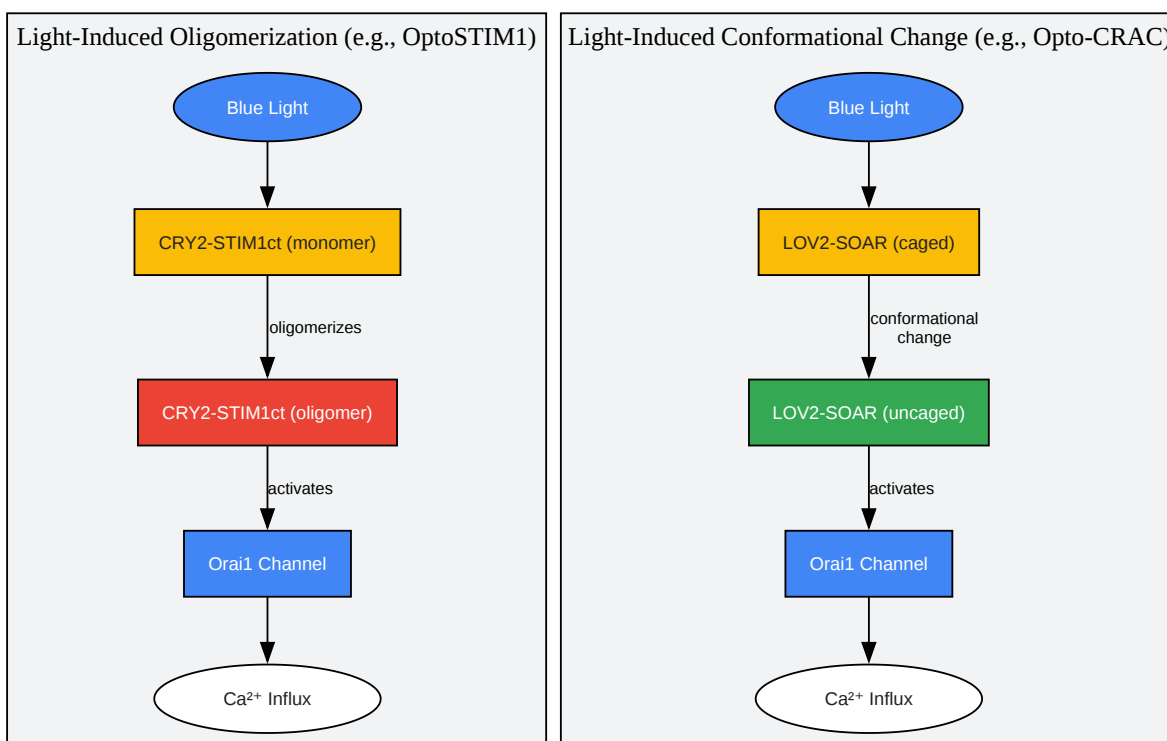 Light-Induced Oligomerization (e.g., OptoSTIM1)
Blue Light
CRY2-STIM1ct (monomer)
oligomerizes
CRY2-STIM1ct (oligomer)
activates
Orai1 Channel
Ca²⁺ Influx
Light-Induced Conformational Change (e.g., Opto-CRAC)
Blue Light
LOV2-SOAR (caged)
conformational
change
LOV2-SOAR (uncaged)
activates
Orai1 Channel
Ca²⁺ Influx